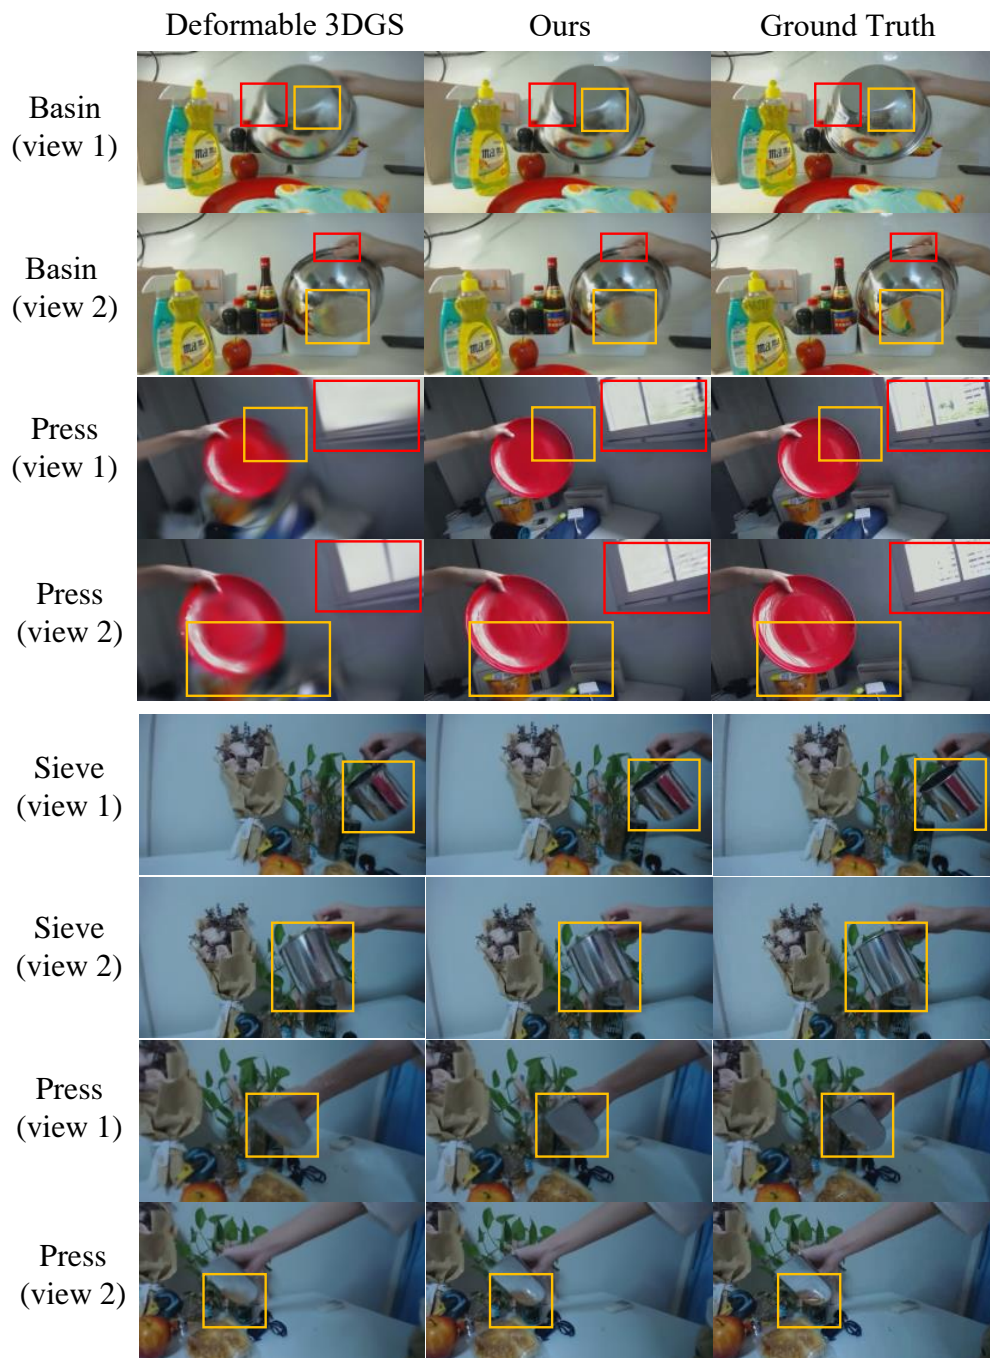 Deformable 3DGS
Ours
Ground Truth
Basin
(view 1)
Basin
(view 2)
Press
(view 1)
Press
(view 2)
Sieve
(view 1)
Sieve
(view 2)
Press
(view 1)
Press
(view 2)